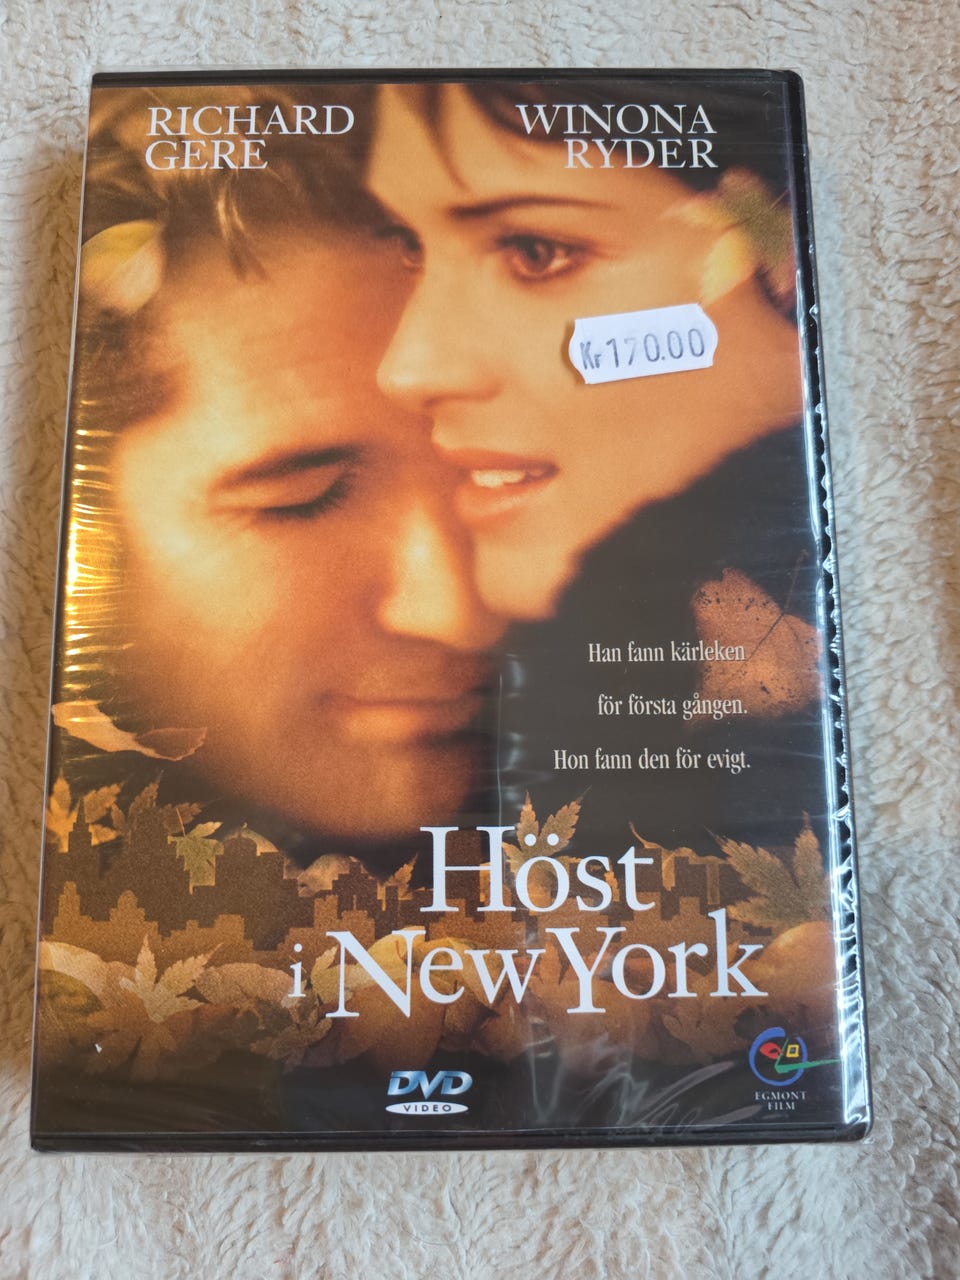 RICHARD
GERE
WINONA
RYDER
Kr 170.00
Han fann kärleken
för första gången.
Hon fann den för evigt.
Höst
i New York
DVD
VIDEO
EGMONT
FILM